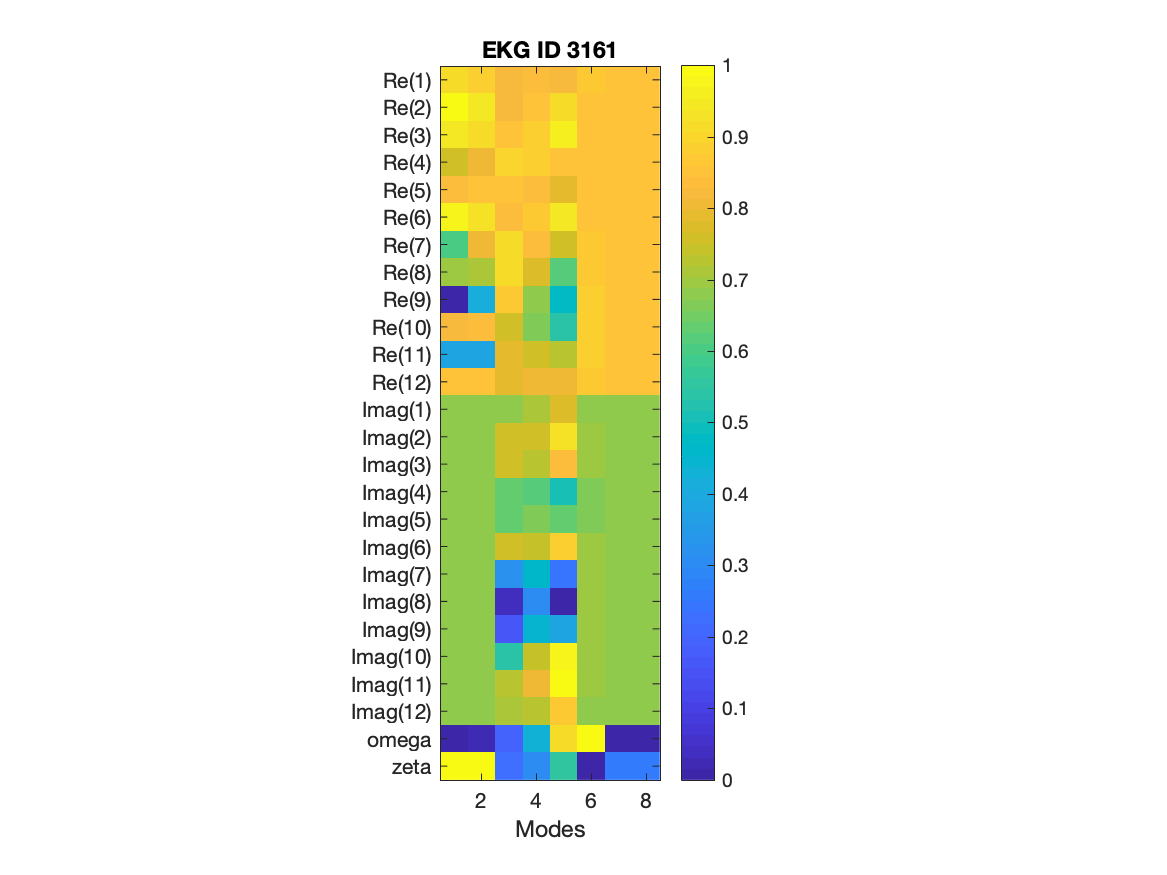 EKG ID 3161
Re(1)
Re(2)
Re(3)
Re(4)
Re(5)
Re(6)
Re(7)
Re(8)
Re(9)
Re(10)
Re(11)
Re(12)
Imag(1)
Imag(2)
Imag(3)
Imag(4)
Imag(5)
Imag(6)
Imag(7)
Imag(8)
Imag(9)
Imag(10)
Imag(11)
Imag(12)
omega
zeta
2 4 6 8
Modes
1
0.9
0.8
0.7
0.6
0.5
0.4
0.3
0.2
0.1
0